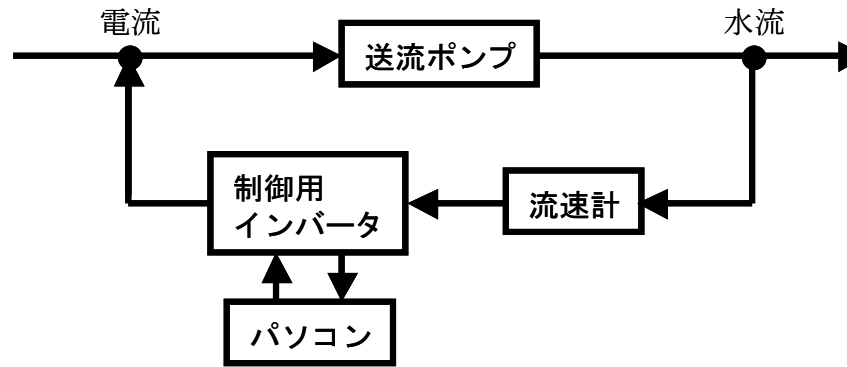 電流
水流
送流ポンプ
制御用
インバータ
流速計
パソコン